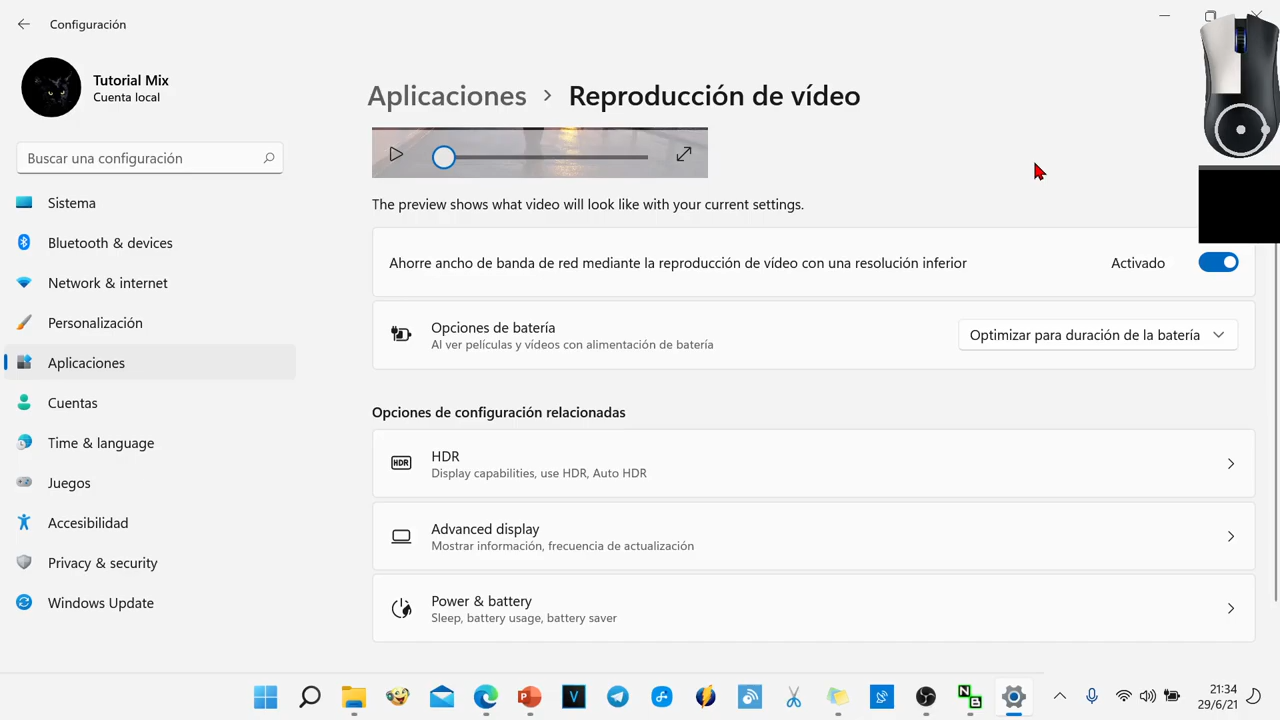 Configuración
Tutorial Mix
Cuenta local
Buscar una configuración
Sistema
Bluetooth & devices
Network & internet
Personalización
Aplicaciones
Cuentas
Time & language
Juegos
Accesibilidad
Privacy & security
Windows Update
Aplicaciones > Reproducción de vídeo
The preview shows what video will look like with your current settings.
Ahorre ancho de banda de red mediante la reproducción de vídeo con una resolución inferior Activado
Opciones de batería
Al ver películas y vídeos con alimentación de batería
Optimizar para duración de la batería
Opciones de configuración relacionadas
HDR
HDR
Display capabilities, use HDR, Auto HDR
Advanced display
Mostrar información, frecuencia de actualización
Power & battery
Sleep, battery usage, battery saver
P
V
N
B
21:34
29/6/21